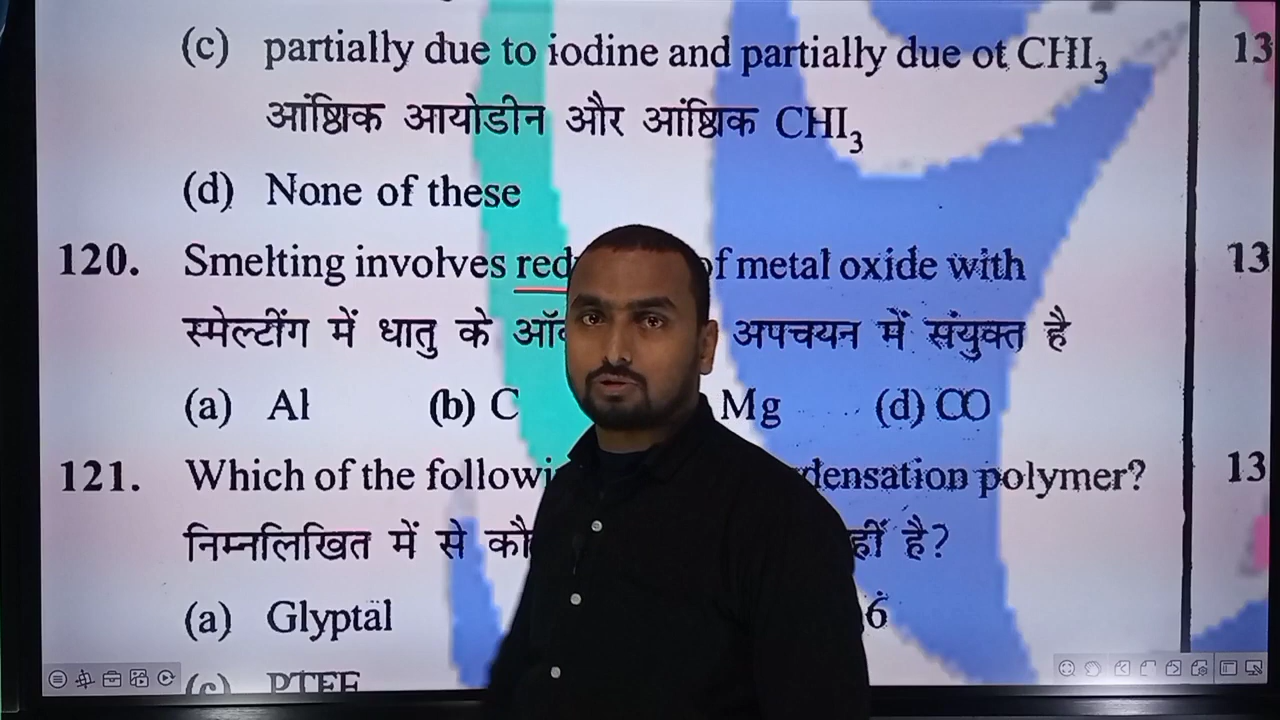 (c) partially due to iodine and partially due ot CHI₃ 13
आंष्ठिाक आयोडीन और आंष्ठिाक CHI₃
(d) None of these
120. Smelting involves red of metal oxide with 13
स्मेल्टींग में धातु के अपचयन में संयुक्त है
(a) Al (b) C Mg (d) CO
121. Which of the followi densation polymer? 13
निम्नलिखित में से कौ हीं है?
(a) Glyptal 6
(c) PTFE